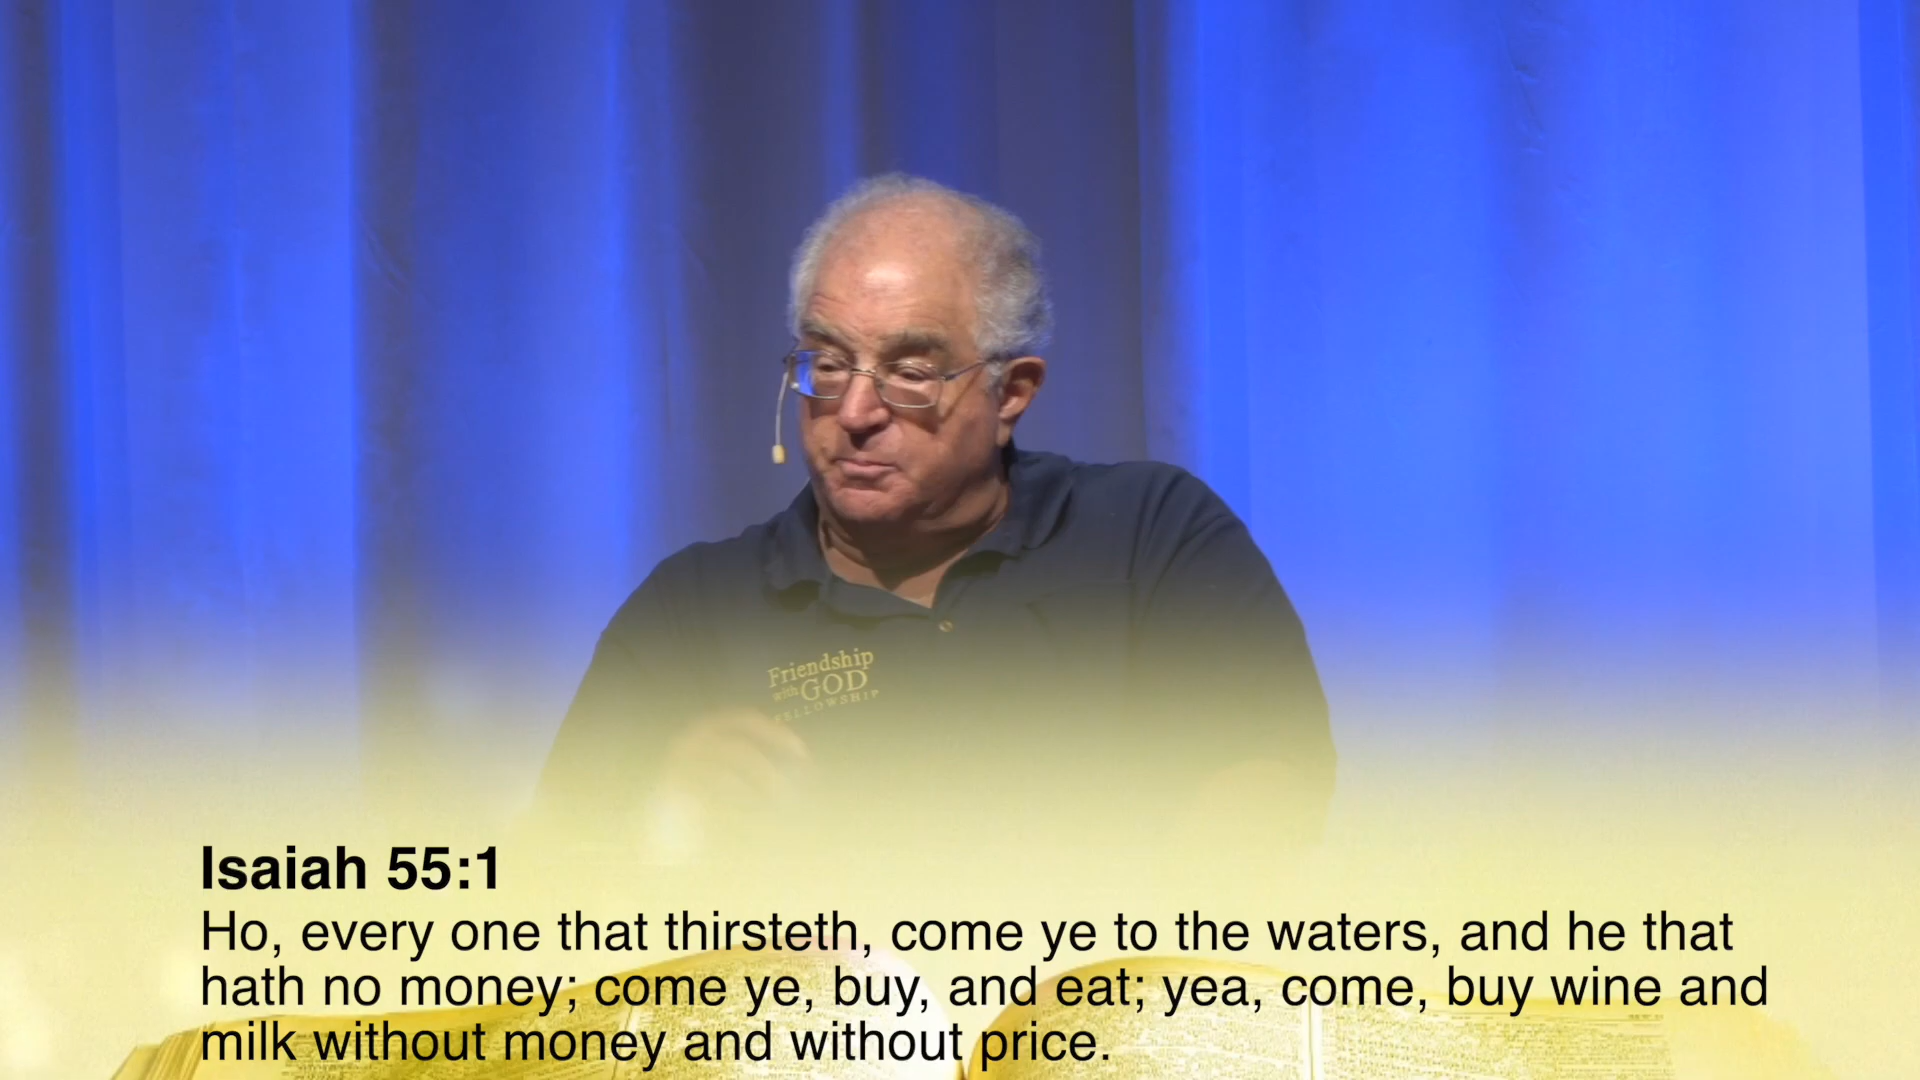 Friendship
with GOD
FELLOWSHIP
Isaiah 55:1
Ho, every one that thirsteth, come ye to the waters, and he that
hath no money; come ye, buy, and eat; yea, come, buy wine and
milk without money and without price.